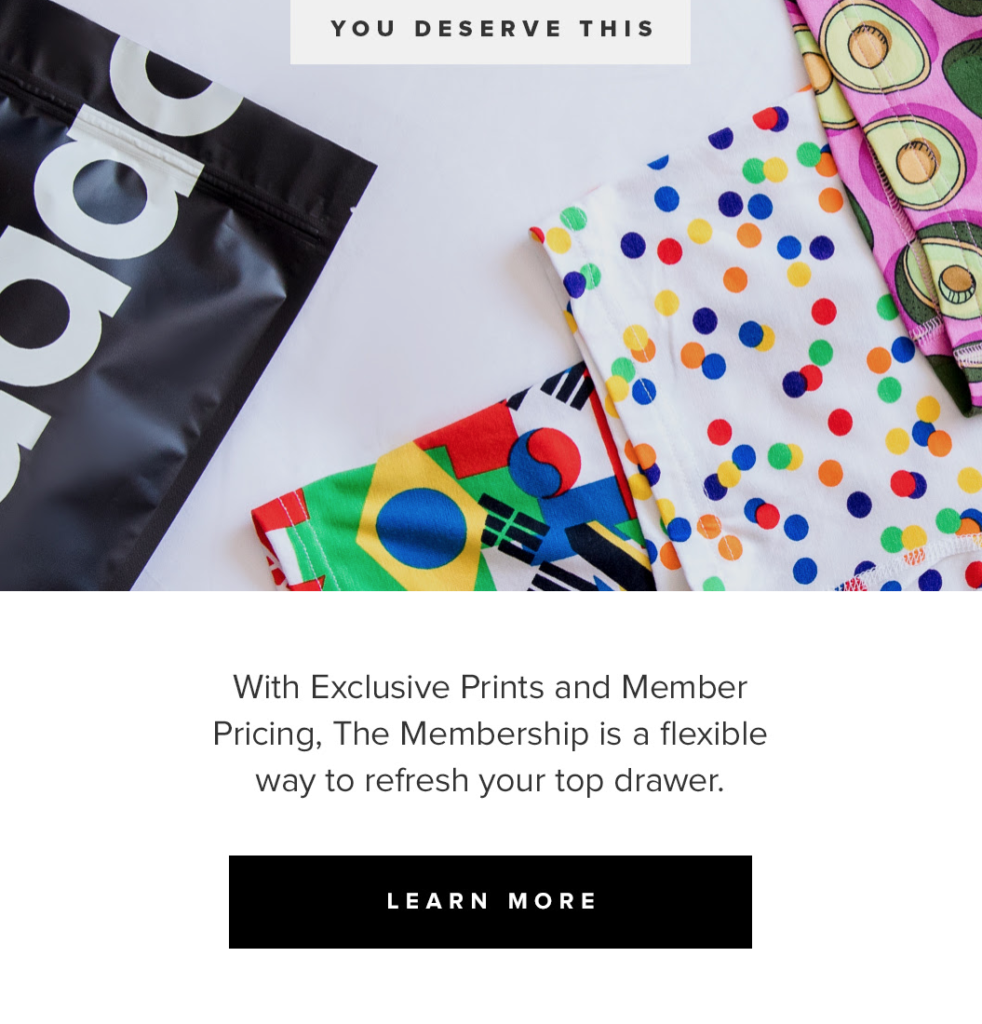 YOU DESERVE THIS
With Exclusive Prints and Member
Pricing, The Membership is a flexible
way to refresh your top drawer.
LEARN MORE